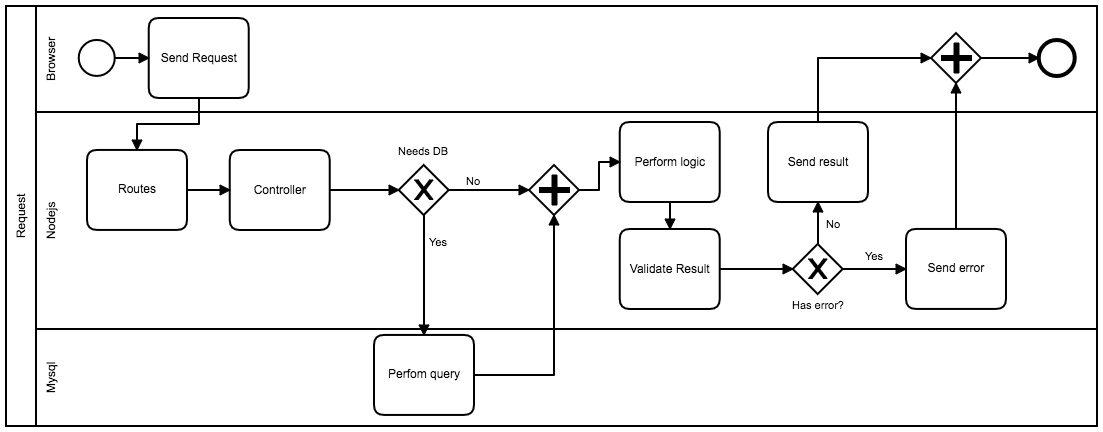 Request
Browser
Send Request
Nodejs
Routes
Controller
Needs DB
No
Yes
Perform logic
Validate Result
Has error?
No
Yes
Send result
Send error
Mysql
Perfom query